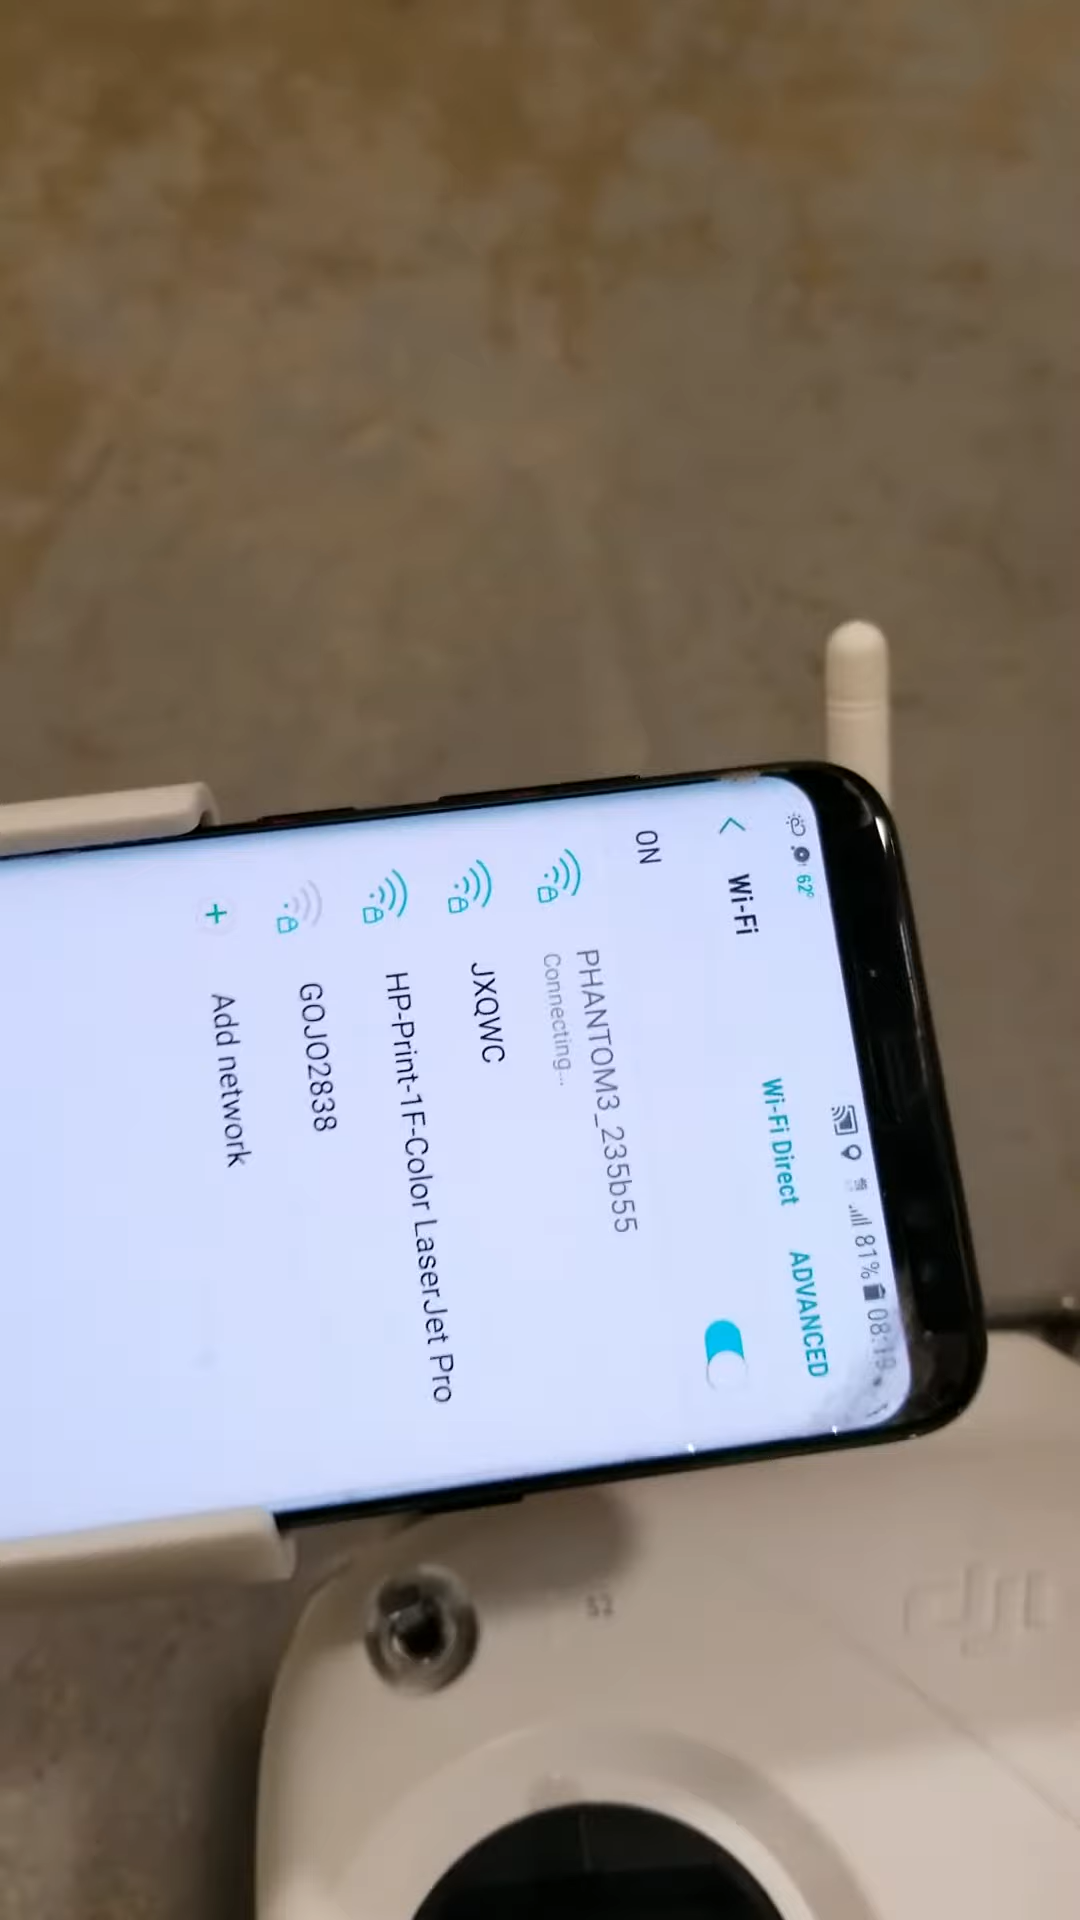 62°
81% 08:19
Wi-Fi
Wi-Fi Direct
ADVANCED
ON
PHANTOM3_235b55
Connecting...
JXQWC
HP-Print-1F-Color LaserJet Pro
GOJO2838
Add network